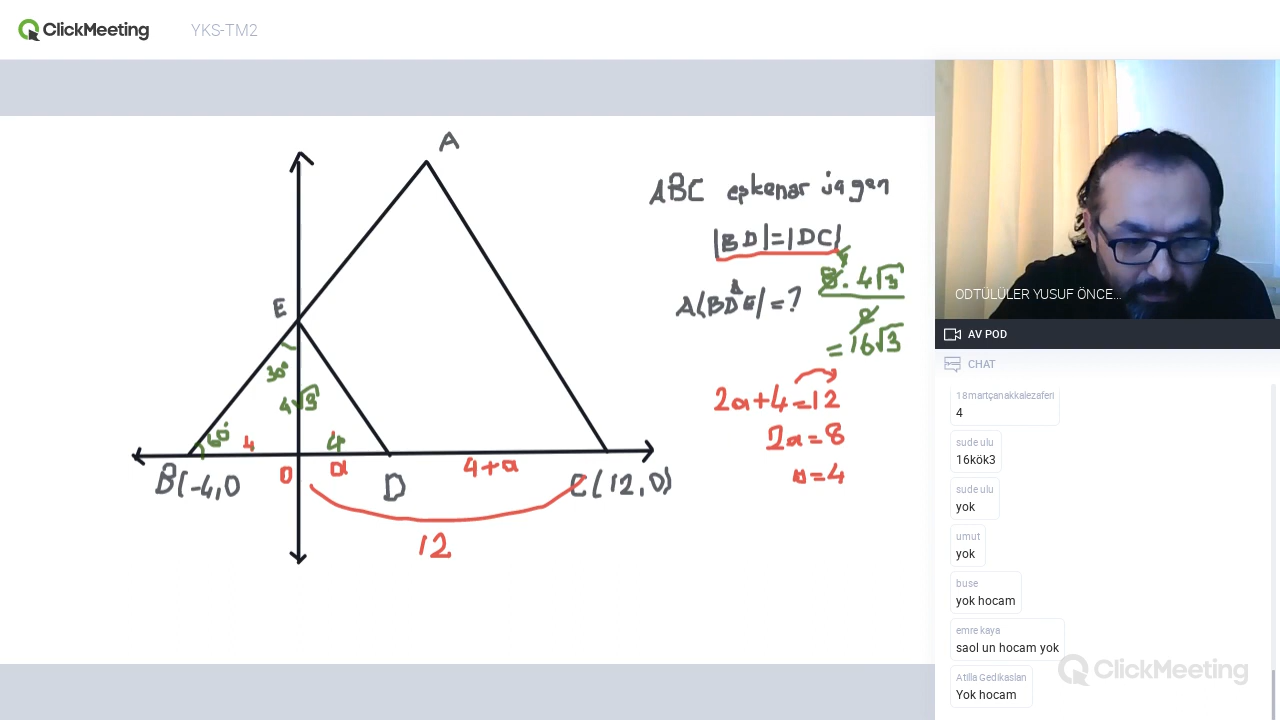 ClickMeeting
YKS-TM2
A
ABC eşkenar üçgen
|BD|=|DC|
A(BDE)=?
8.4√3
2
=16√3
E
30°
4√3
60°
4
4
B(-4,0
0
a
D
4+a
C(12,0)
12
2a+4=12
2a=8
a=4
ODTÜLÜLER YUSUF ÖNCE...
AV POD
CHAT
18martçanakkalezaferi
4
sude ulu
16kök3
sude ulu
yok
umut
yok
buse
yok hocam
emre kaya
saol un hocam yok
Atilla Gedikaslan
Yok hocam
ClickMeeting